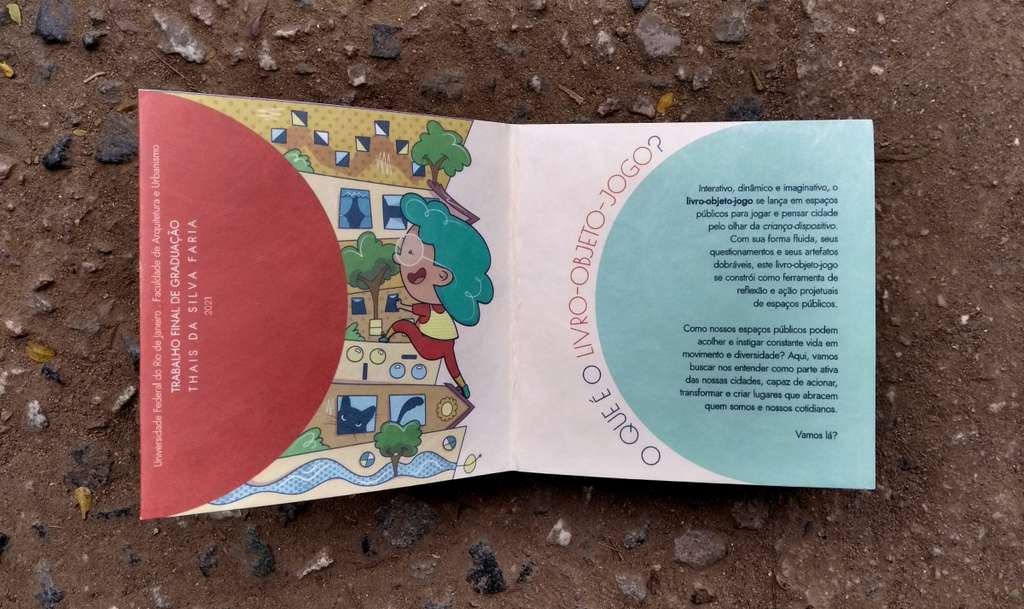 Universidade Federal do Rio de Janeiro . Faculdade de Arquitetura e Urbanismo
TRABALHO FINAL DE GRADUAÇÃO
THAIS DA SILVA FARIA
2021
O QUE É O LIVRO-OBJETO-JOGO?
Interativo, dinâmico e imaginativo, o
livro-objeto-jogo se lança em espaços
públicos para jogar e pensar cidade
pelo olhar da criança-dispositivo.
Com sua forma fluida, seus
questionamentos e seus artefatos
dobráveis, este livro-objeto-jogo
se constrói como ferramenta de
reflexão e ação projetuais
de espaços públicos.
Como nossos espaços públicos podem
acolher e instigar constante vida em
movimento e diversidade? Aqui, vamos
buscar nos entender como parte ativa
das nossas cidades, capaz de acionar,
transformar e criar lugares que abracem
quem somos e nossos cotidianos.
Vamos lá?